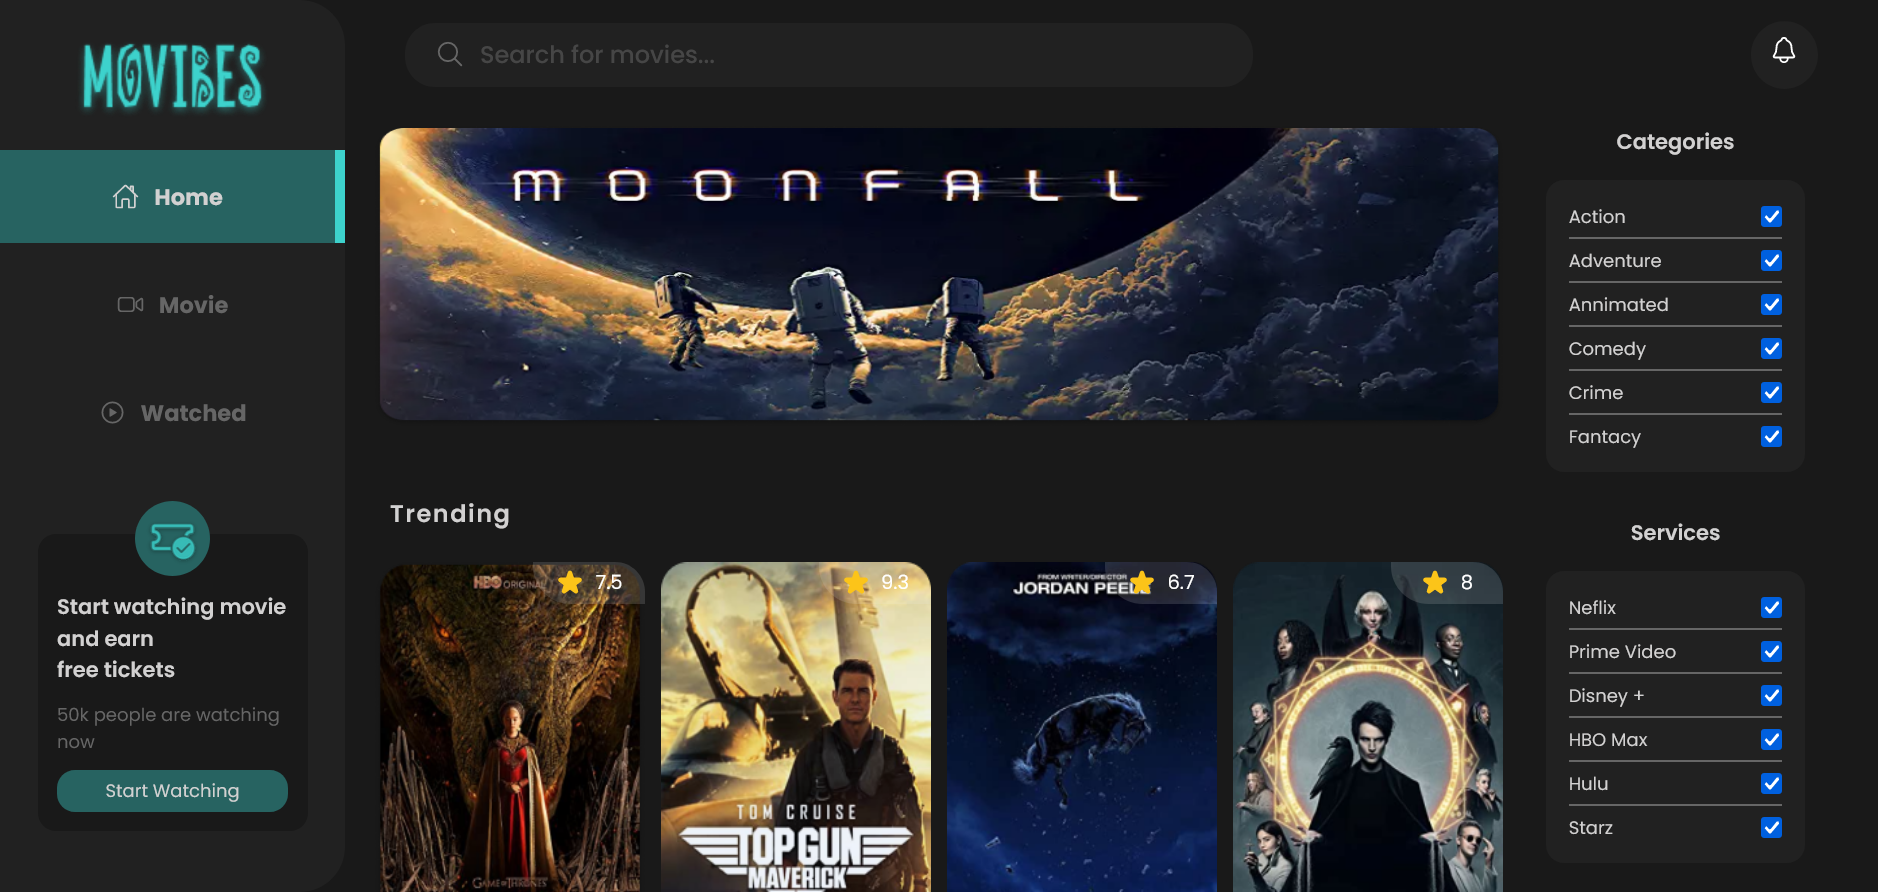 MOVIBES
Home
Movie
Watched
Start watching movie
and earn
free tickets
50k people are watching
now
Start Watching
Search for movies...
MOONFALL
Trending
HBO ORIGINAL
7.5
GAME OF THRONES
9.3
TOM CRUISE
TOP GUN
MAVERICK
FROM WRITER/DIRECTOR
JORDAN PEELE
6.7
8
Categories
Action
Adventure
Annimated
Comedy
Crime
Fantacy
Services
Neflix
Prime Video
Disney +
HBO Max
Hulu
Starz